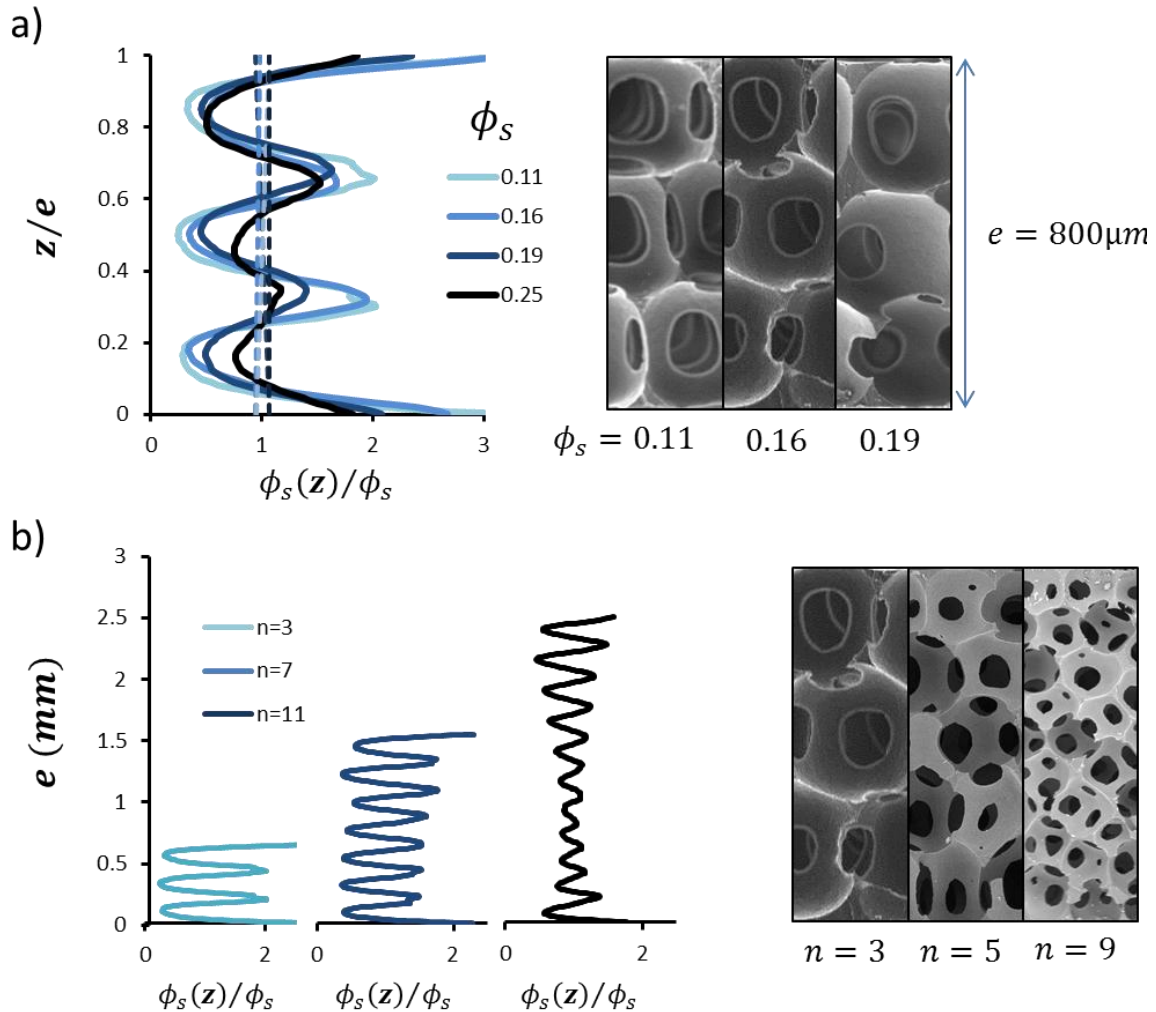 a)
1
0.8
0.6
0.4
0.2
0
z/e
0 1 2 3
ϕₛ(z)/ϕₛ
ϕₛ
0.11
0.16
0.19
0.25
e = 800μm
ϕₛ = 0.11 0.16 0.19
b)
3
2.5
2
1.5
1
0.5
0
e (mm)
n=3
n=7
n=11
0 2 0 2 0 2
ϕₛ(z)/ϕₛ ϕₛ(z)/ϕₛ ϕₛ(z)/ϕₛ
n = 3 n = 5 n = 9